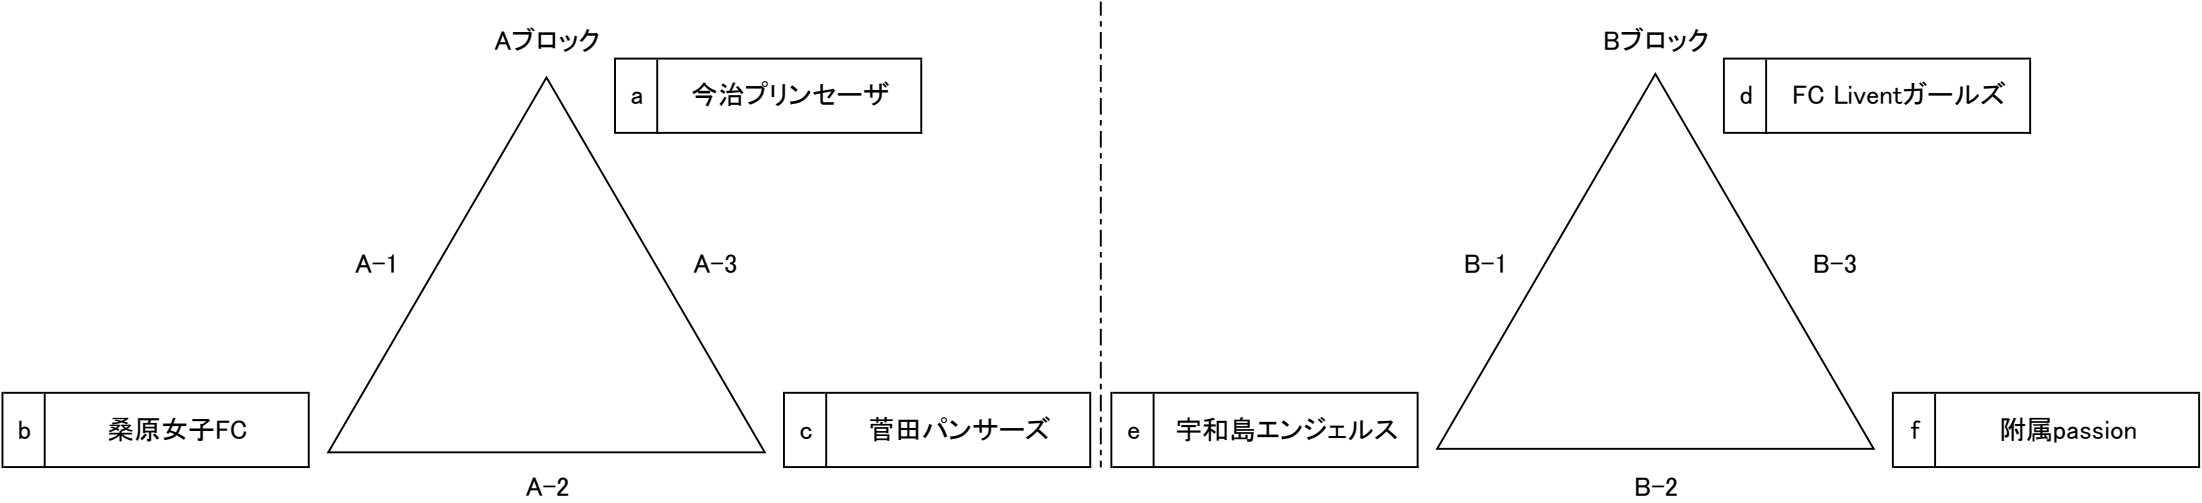 Aブロック
a 今治プリンセーザ
A-1
A-3
b 桑原女子FC
c 菅田パンサーズ
A-2
Bブロック
d FC Liventガールズ
B-1
B-3
e 宇和島エンジェルス
f 附属passion
B-2